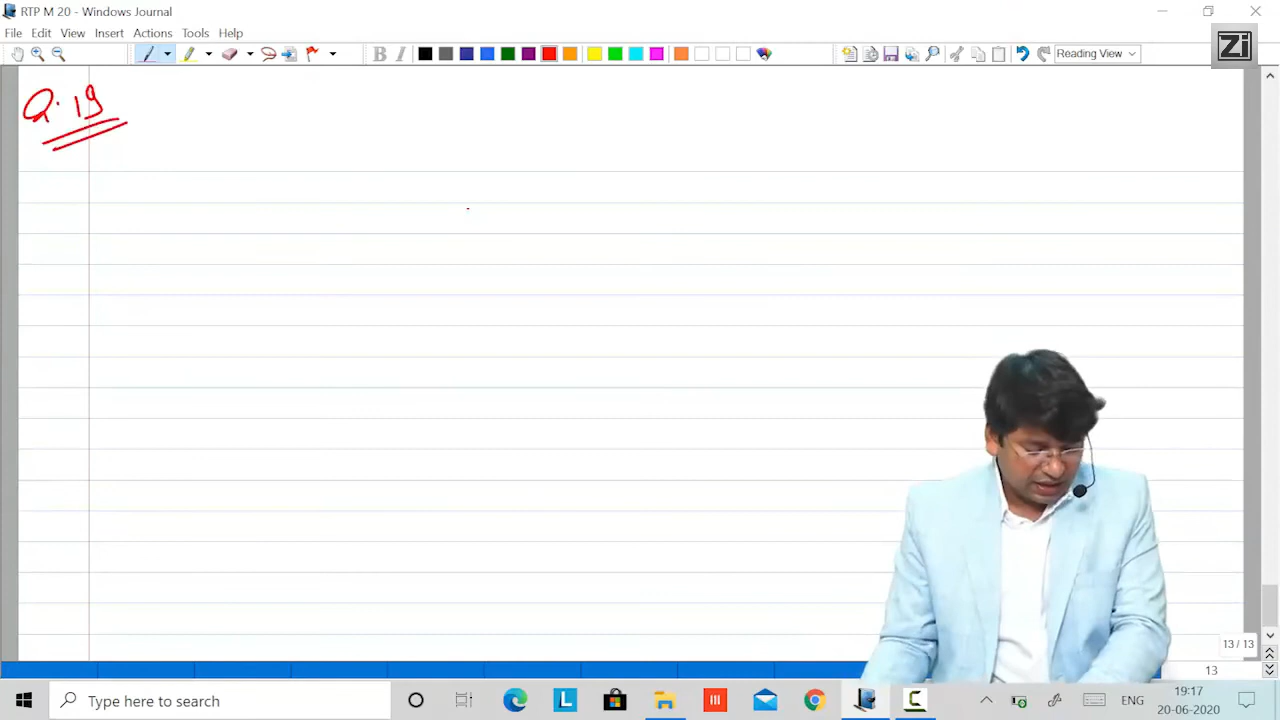 RTP M 20 - Windows Journal
Zi
File Edit View Insert Actions Tools Help
B I Reading View
Q. 19
13 / 13
13
Type here to search
L
ENG
19:17
20-06-2020